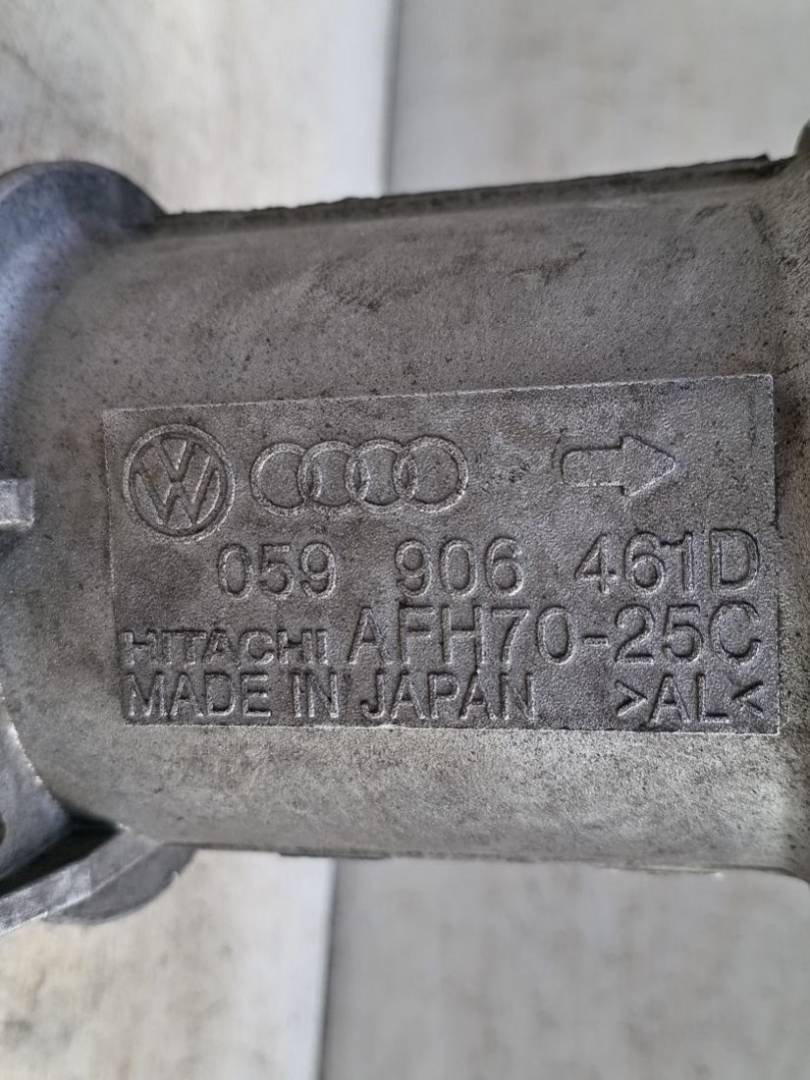 059 906 461D
HITACHI AFH70-25C
MADE IN JAPAN >AL<